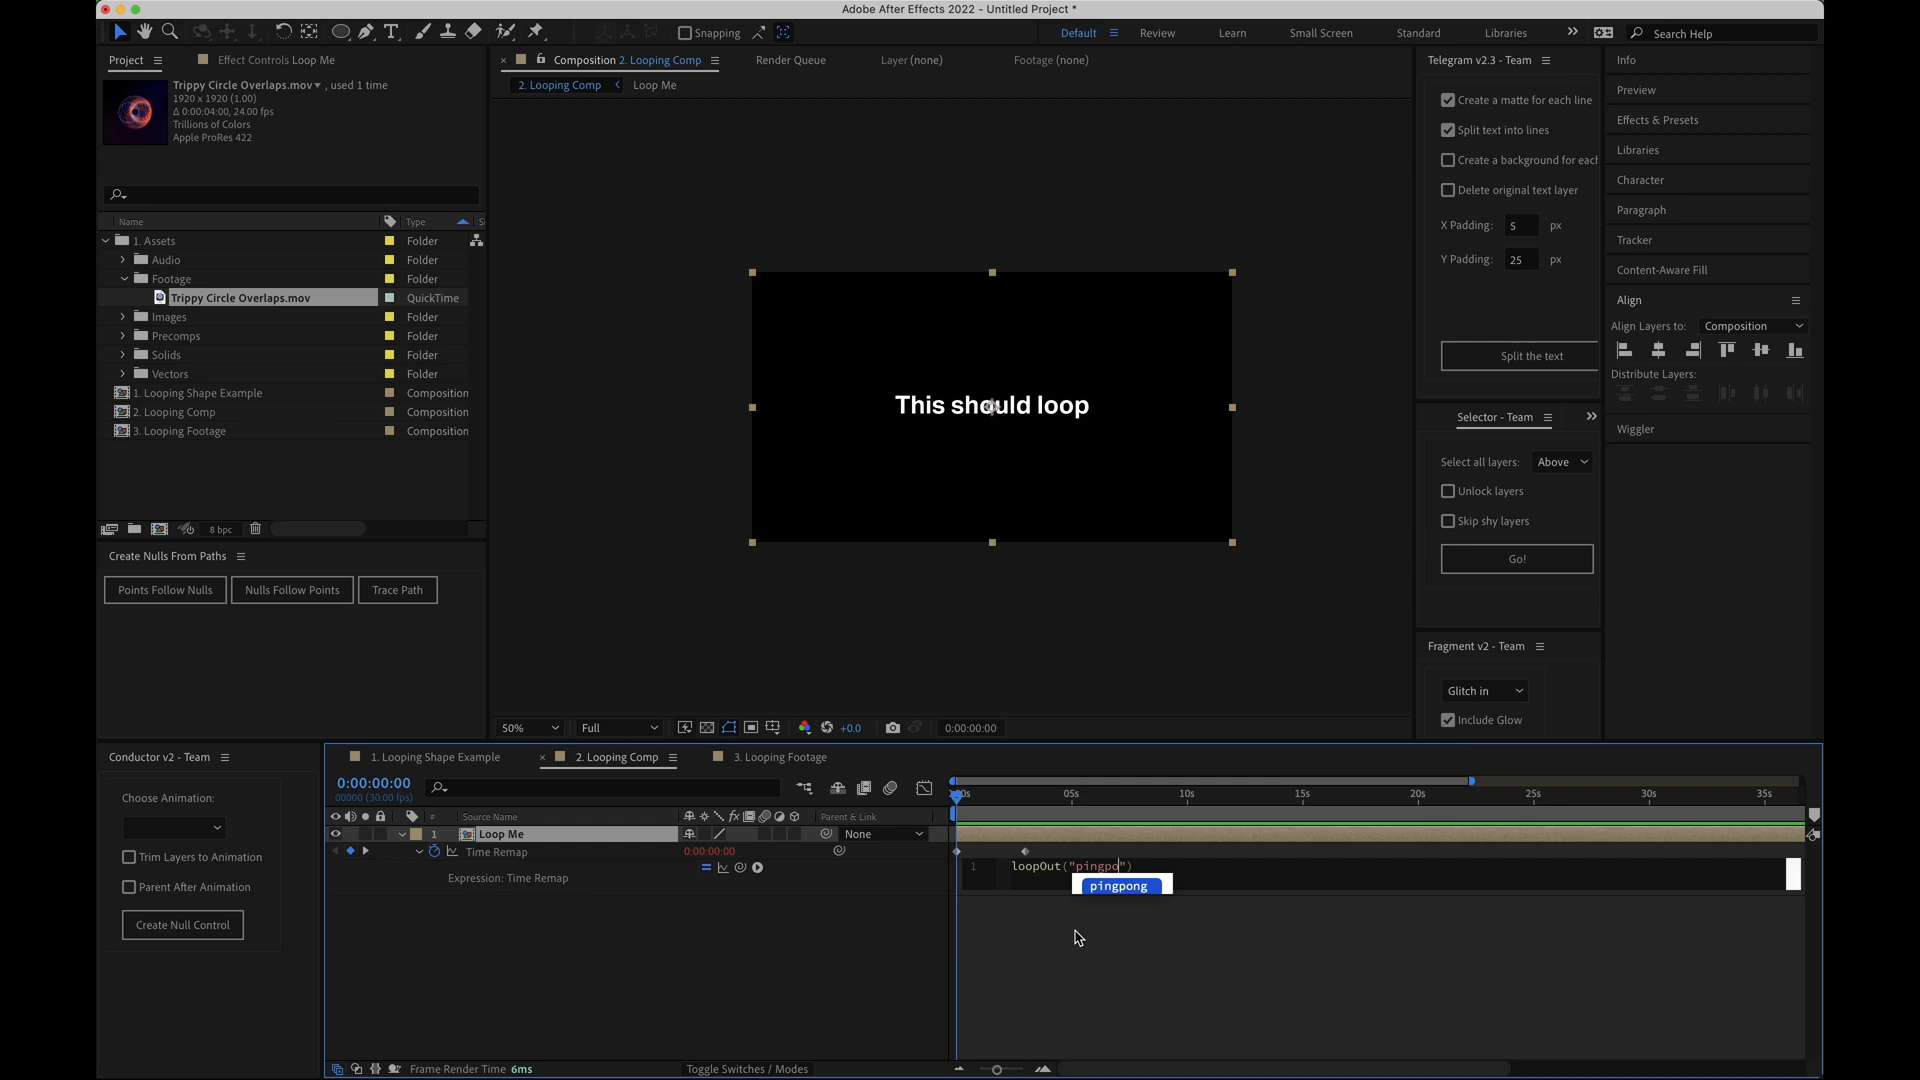 Adobe After Effects 2022 - Untitled Project *
T
Snapping
Default
Review
Learn
Small Screen
Standard
Libraries
Search Help
Project
Effect Controls Loop Me
Trippy Circle Overlaps.mov , used 1 time
1920 x 1920 (1.00)
Δ 0:00:04:00, 24.00 fps
Trillions of Colors
Apple ProRes 422
Name
Type
1. Assets
Folder
Audio
Folder
Footage
Folder
Trippy Circle Overlaps.mov
QuickTime
Images
Folder
Precomps
Folder
Solids
Folder
Vectors
Folder
1. Looping Shape Example
Composition
2. Looping Comp
Composition
3. Looping Footage
Composition
8 bpc
Create Nulls From Paths
Points Follow Nulls
Nulls Follow Points
Trace Path
Composition 2. Looping Comp
Render Queue
Layer (none)
Footage (none)
2. Looping Comp
Loop Me
This should loop
50%
Full
+0.0
0:00:00:00
Telegram v2.3 - Team
Create a matte for each line
Split text into lines
Create a background for each
Delete original text layer
X Padding: 5 px
Y Padding: 25 px
Split the text
Selector - Team
Select all layers: Above
Unlock layers
Skip shy layers
Go!
Fragment v2 - Team
Glitch in
Include Glow
Info
Preview
Effects & Presets
Libraries
Character
Paragraph
Tracker
Content-Aware Fill
Align
Align Layers to: Composition
Distribute Layers:
Wiggler
Conductor v2 - Team
Choose Animation:
Trim Layers to Animation
Parent After Animation
Create Null Control
1. Looping Shape Example
2. Looping Comp
3. Looping Footage
0:00:00:00
00000 (30.00 fps)
05s
10s
15s
20s
25s
30s
35s
#
Source Name
Parent & Link
1
Loop Me
None
Time Remap
0:00:00:00
Expression: Time Remap
1
loopOut("pingpo")
pingpong
Frame Render Time 6ms
Toggle Switches / Modes